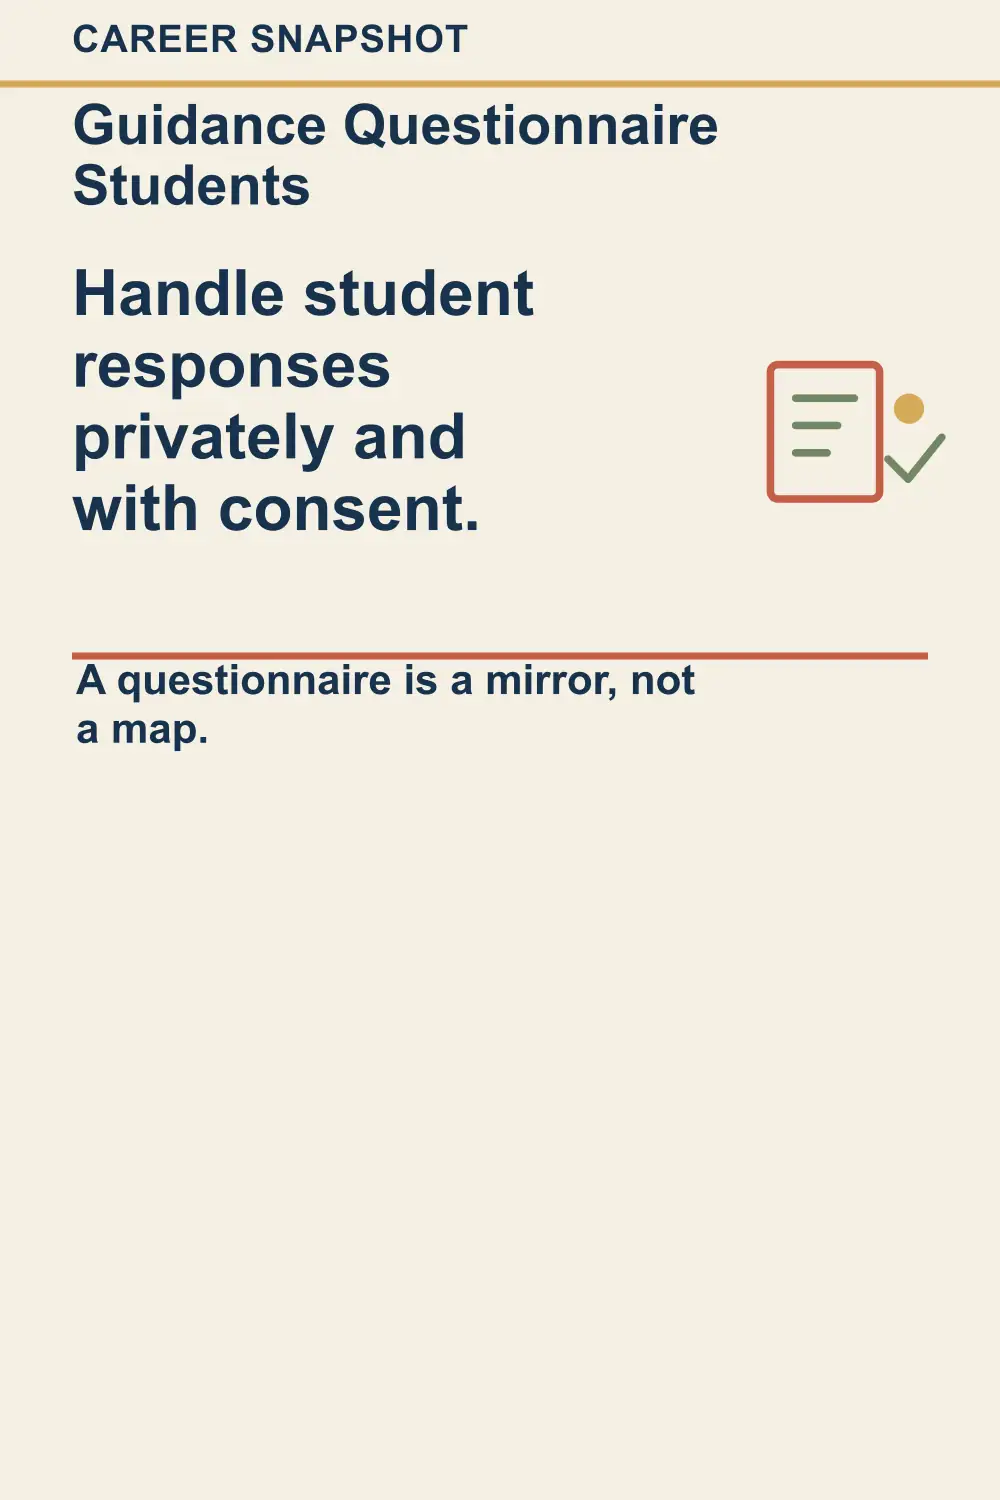 CAREER SNAPSHOT
Guidance Questionnaire
Students
Handle student
responses
privately and
with consent.
A questionnaire is a mirror, not
a map.